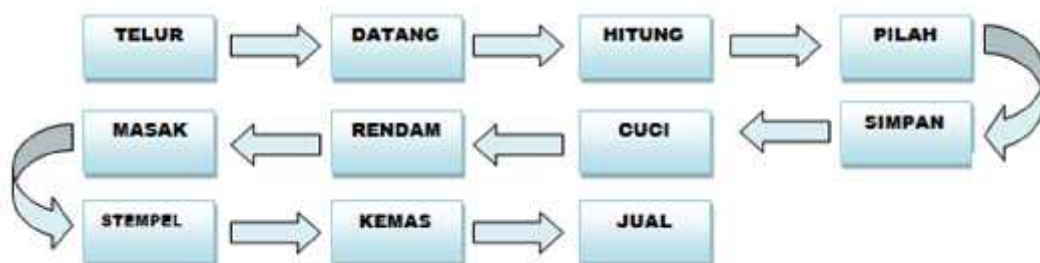 TELUR
DATANG
HITUNG
PILAH
SIMPAN
CUCI
RENDAM
MASAK
STEMPEL
KEMAS
JUAL